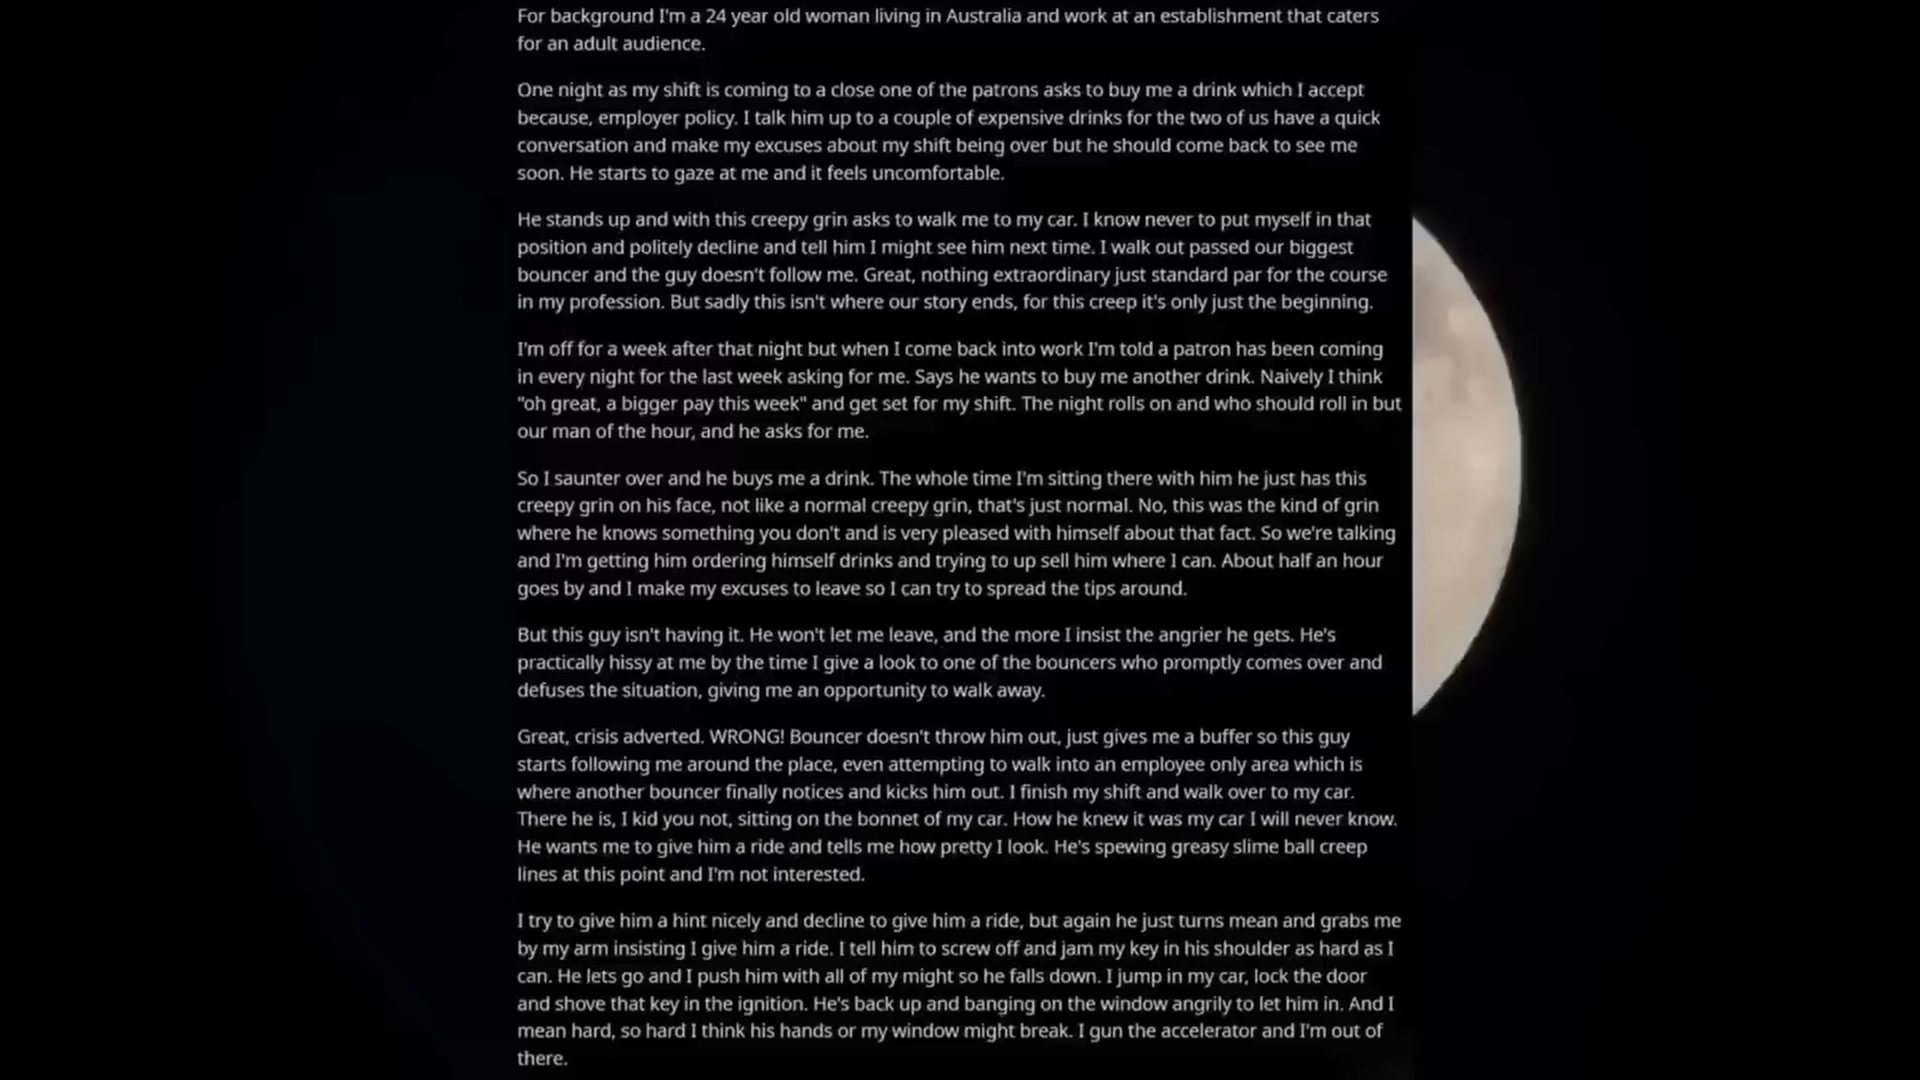 For background I'm a 24 year old woman living in Australia and work at an establishment that caters
for an adult audience.
One night as my shift is coming to a close one of the patrons asks to buy me a drink which I accept
because, employer policy. I talk him up to a couple of expensive drinks for the two of us have a quick
conversation and make my excuses about my shift being over but he should come back to see me
soon. He starts to gaze at me and it feels uncomfortable.
He stands up and with this creepy grin asks to walk me to my car. I know never to put myself in that
position and politely decline and tell him I might see him next time. I walk out passed our biggest
bouncer and the guy doesn't follow me. Great, nothing extraordinary just standard par for the course
in my profession. But sadly this isn't where our story ends, for this creep it's only just the beginning.
I'm off for a week after that night but when I come back into work I'm told a patron has been coming
in every night for the last week asking for me. Says he wants to buy me another drink. Naively I think
"oh great, a bigger pay this week" and get set for my shift. The night rolls on and who should roll in but
our man of the hour, and he asks for me.
So I saunter over and he buys me a drink. The whole time I'm sitting there with him he just has this
creepy grin on his face, not like a normal creepy grin, that's just normal. No, this was the kind of grin
where he knows something you don't and is very pleased with himself about that fact. So we're talking
and I'm getting him ordering himself drinks and trying to up sell him where I can. About half an hour
goes by and I make my excuses to leave so I can try to spread the tips around.
But this guy isn't having it. He won't let me leave, and the more I insist the angrier he gets. He's
practically hissy at me by the time I give a look to one of the bouncers who promptly comes over and
defuses the situation, giving me an opportunity to walk away.
Great, crisis adverted. WRONG! Bouncer doesn't throw him out, just gives me a buffer so this guy
starts following me around the place, even attempting to walk into an employee only area which is
where another bouncer finally notices and kicks him out. I finish my shift and walk over to my car.
There he is, I kid you not, sitting on the bonnet of my car. How he knew it was my car I will never know.
He wants me to give him a ride and tells me how pretty I look. He's spewing greasy slime ball creep
lines at this point and I'm not interested.
I try to give him a hint nicely and decline to give him a ride, but again he just turns mean and grabs me
by my arm insisting I give him a ride. I tell him to screw off and jam my key in his shoulder as hard as I
can. He lets go and I push him with all of my might so he falls down. I jump in my car, lock the door
and shove that key in the ignition. He's back up and banging on the window angrily to let him in. And I
mean hard, so hard I think his hands or my window might break. I gun the accelerator and I'm out of
there.